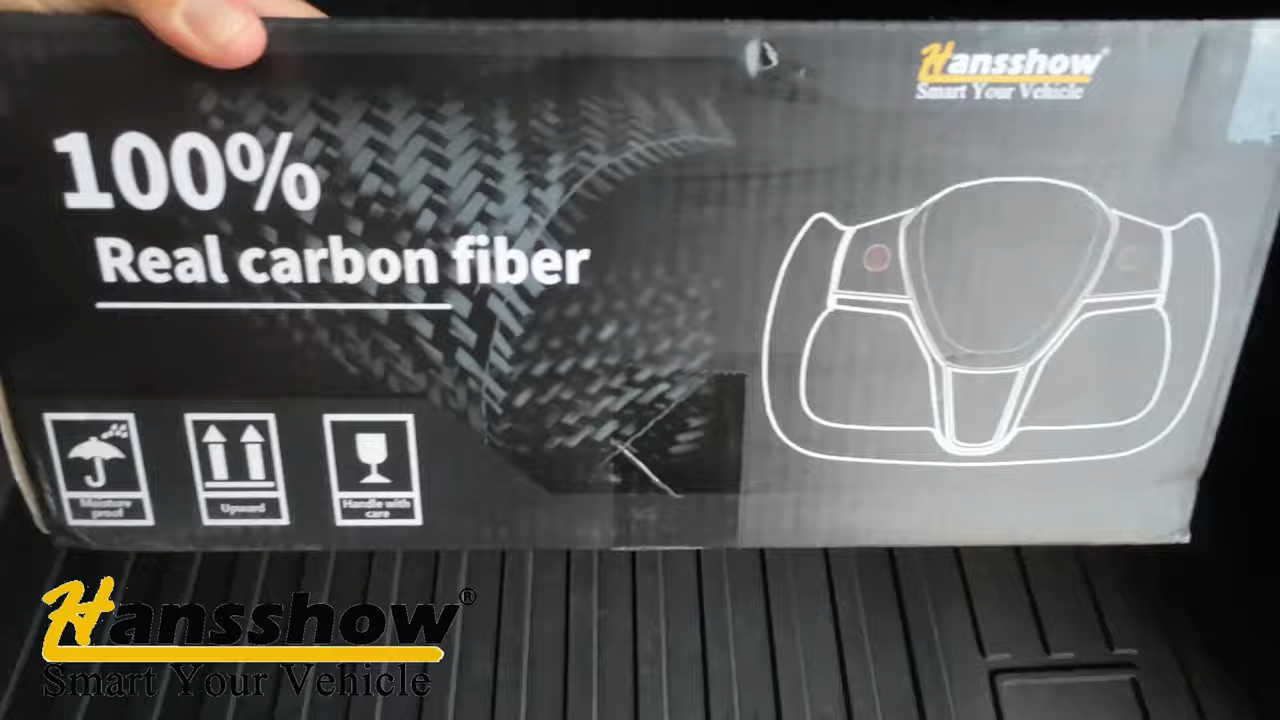 Hansshow®
Smart Your Vehicle
100%
Real carbon fiber
Moisture
proof
Upward
Handle with
care
Hansshow®
Smart Your Vehicle